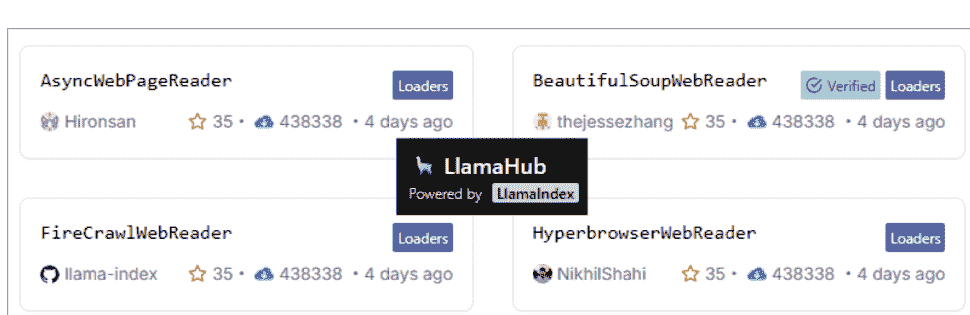 AsyncWebPageReader
Loaders
Hironsan 35 • 438338 • 4 days ago
BeautifulSoupWebReader
Verified Loaders
thejessezhang 35 • 438338 • 4 days ago
LlamaHub
Powered by LlamaIndex
FireCrawlWebReader
Loaders
llama-index 35 • 438338 • 4 days ago
HyperbrowserWebReader
Loaders
NikhilShahi 35 • 438338 • 4 days ago